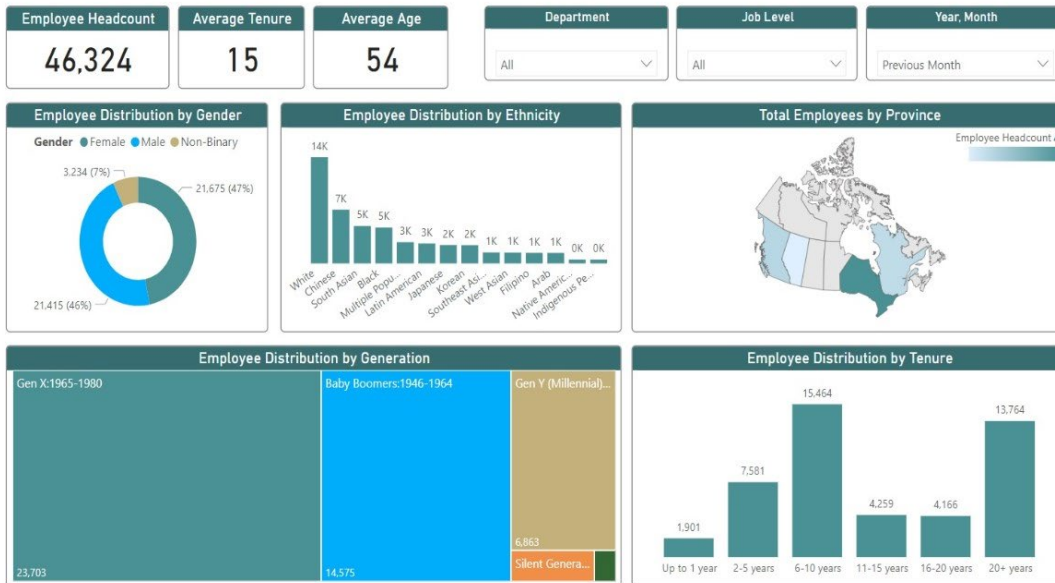 Employee Headcount
46,324
Average Tenure
15
Average Age
54
Department
All
Job Level
All
Year, Month
Previous Month
Employee Distribution by Gender
Gender Female Male Non-Binary
3.234 (7%)
21.675 (47%)
21.415 (46%)
Employee Distribution by Ethnicity
14K
7K
5K
5K
3K
3K
2K
2K
1K
1K
1K
1K
0K
0K
White
Chinese
South Asian
Black
Multiple Popu...
Latin American
Japanese
Korean
Southeast Asi...
West Asian
Filipino
Arab
Native Americ...
Indigenous Pe...
Total Employees by Province
Employee Headcount
Employee Distribution by Generation
Gen X:1965-1980
23,703
Baby Boomers:1946-1964
14,575
Gen Y (Millennial)...
6,863
Silent Genera...
Employee Distribution by Tenure
1,901
7,581
15,464
4,259
4,166
13,764
Up to 1 year
2-5 years
6-10 years
11-15 years
16-20 years
20+ years